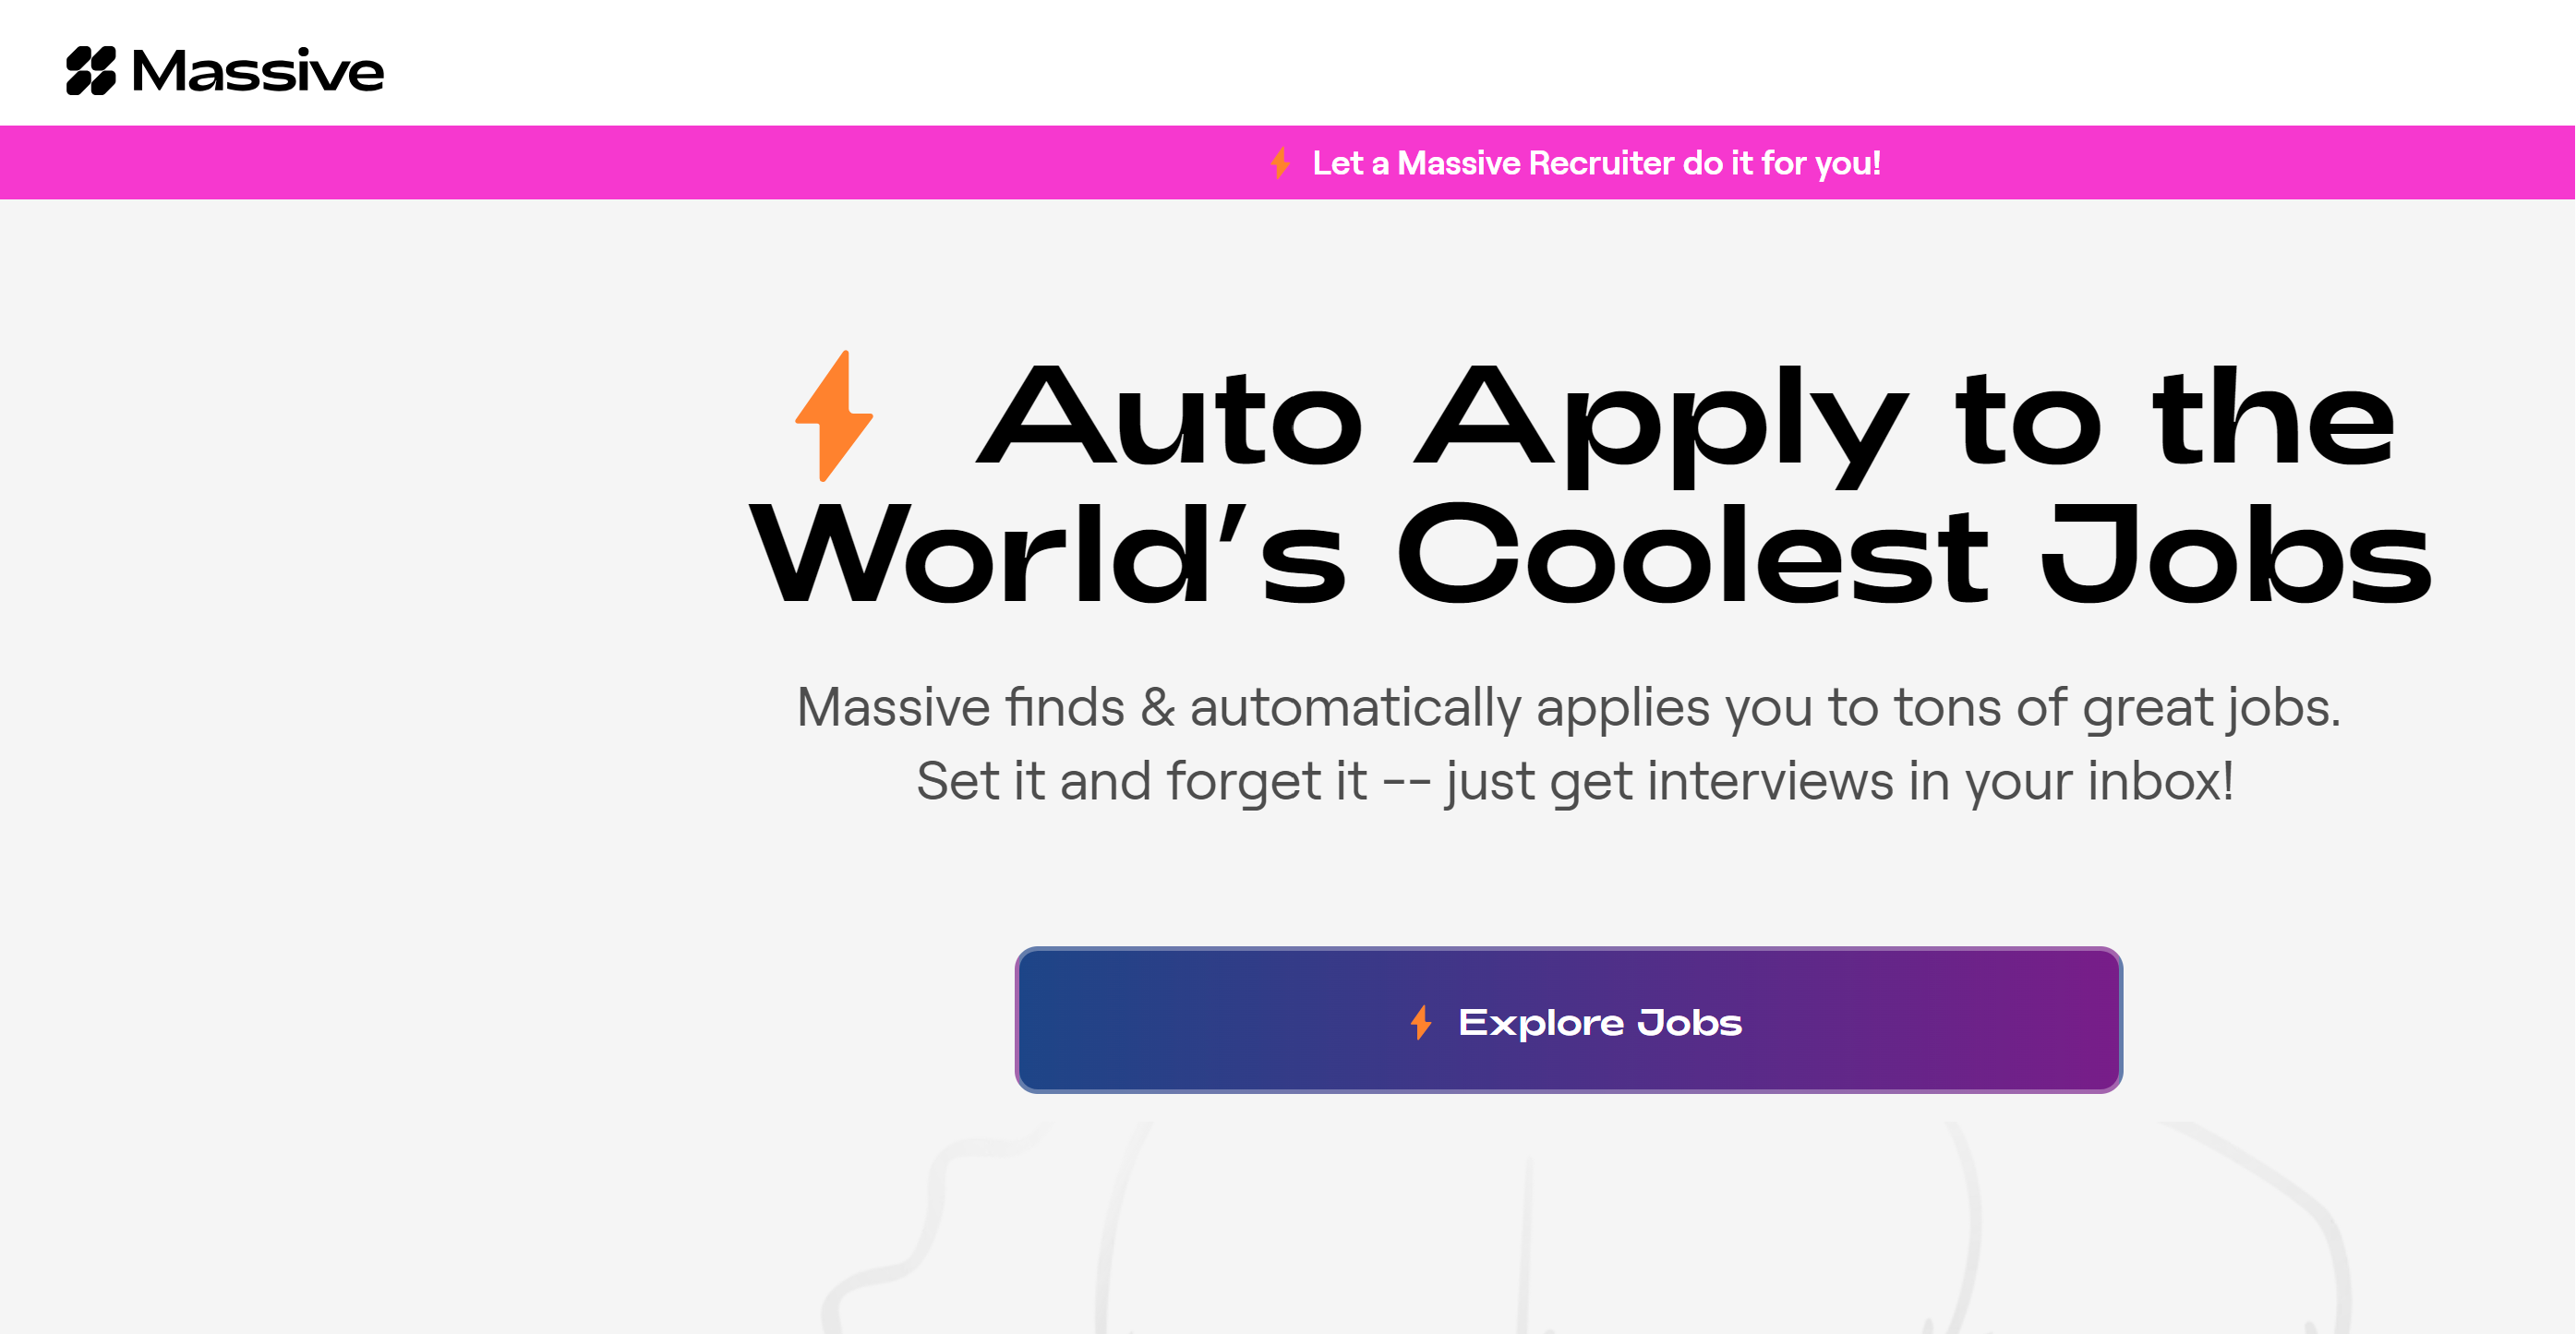 Massive
Let a Massive Recruiter do it for you!
Auto Apply to the
World’s Coolest Jobs
Massive finds & automatically applies you to tons of great jobs.
Set it and forget it -- just get interviews in your inbox!
Explore Jobs